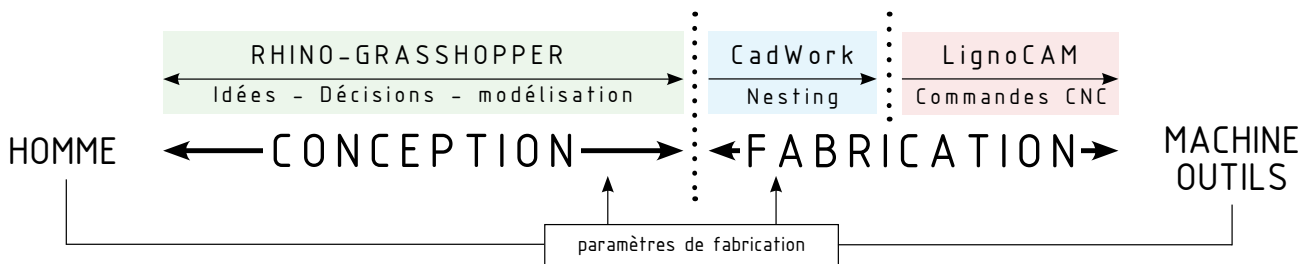 RHINO-GRASSHOPPER
Idées - Décisions - modélisation
CadWork
Nesting
LignoCAM
Commandes CNC
HOMME
CONCEPTION
FABRICATION
MACHINE
OUTILS
paramètres de fabrication